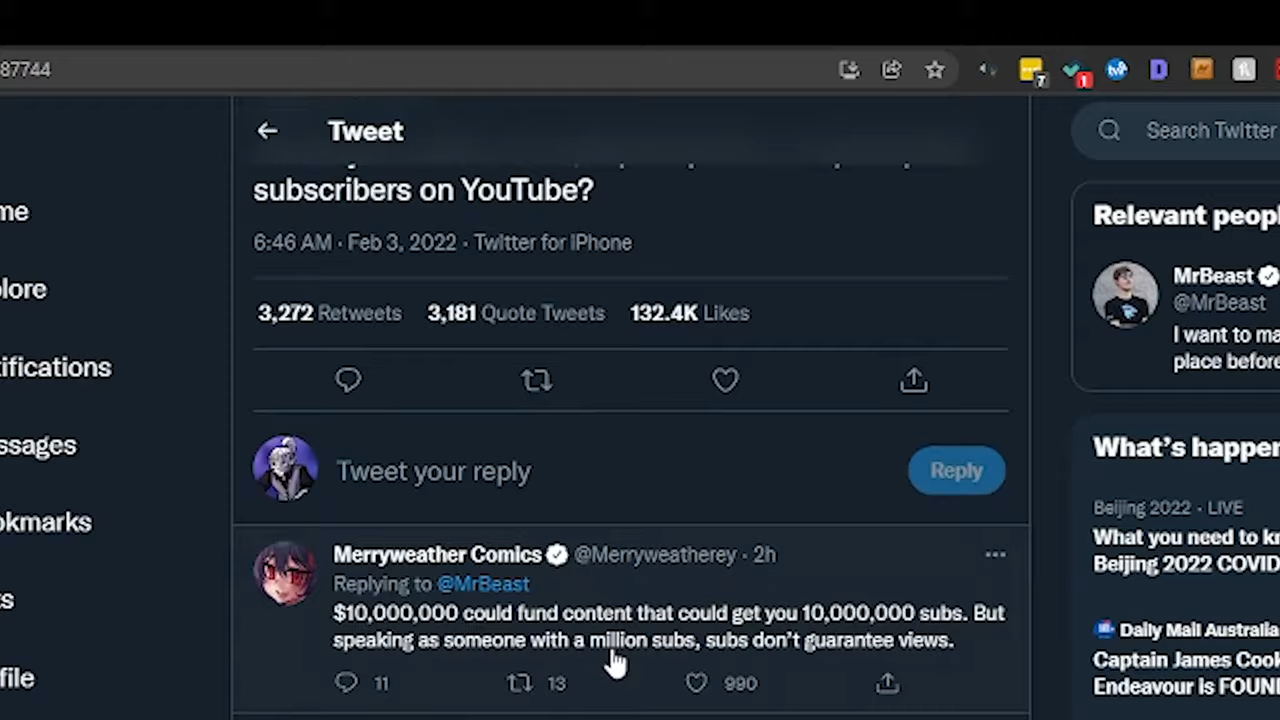 87744
7
1
Tweet
Search Twitter
subscribers on YouTube?
6:46 AM · Feb 3, 2022 · Twitter for iPhone
3,272 Retweets 3,181 Quote Tweets 132.4K Likes
Tweet your reply
Reply
Merryweather Comics @Merryweatherey · 2h
Replying to @MrBeast
$10,000,000 could fund content that could get you 10,000,000 subs. But
speaking as someone with a million subs, subs don't guarantee views.
11 13 990
me
lore
ifications
ssages
okmarks
ts
file
Relevant peopl
MrBeast
@MrBeast
I want to ma
place before
What's happen
Beijing 2022 · LIVE
What you need to kn
Beijing 2022 COVID
Daily Mail Australia
Captain James Cook
Endeavour is FOUN